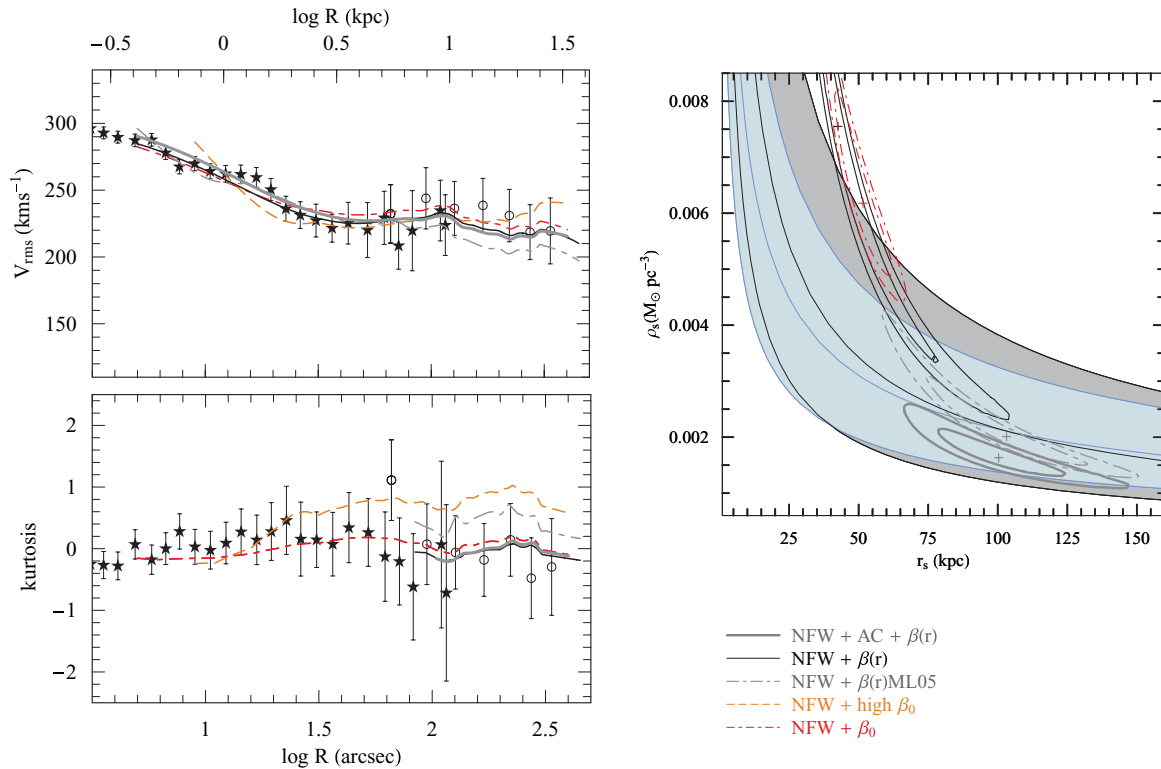 log R (kpc)
−0.5 0 0.5 1 1.5
300
250
200
150
V_rms (kms⁻¹)
2
1
0
−1
−2
kurtosis
1 1.5 2 2.5
log R (arcsec)
0.008
0.006
0.004
0.002
ρ_s(M_⊙ pc⁻³)
25 50 75 100 125 150
r_s (kpc)
NFW + AC + β(r)
NFW + β(r)
NFW + β(r)ML05
NFW + high β₀
NFW + β₀